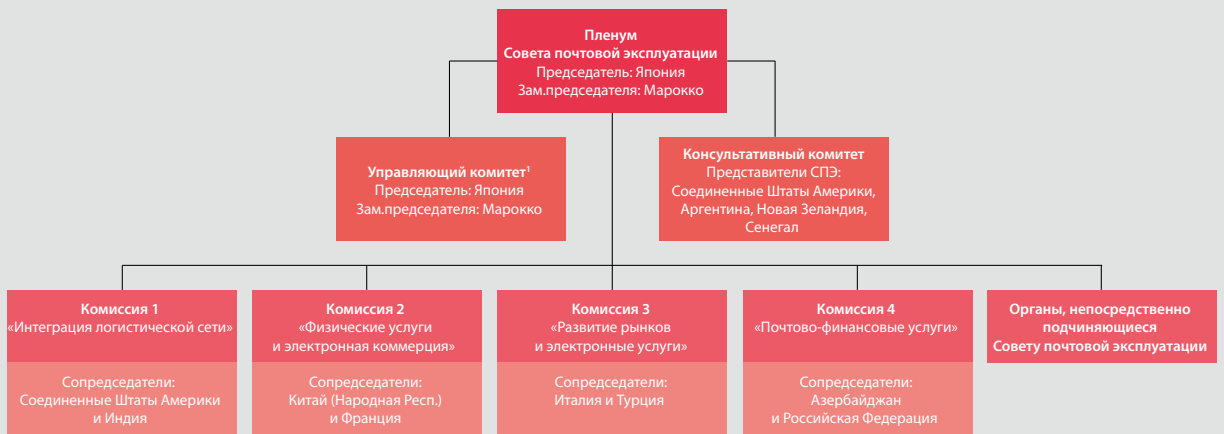 Пленум
Совета почтовой эксплуатации
Председатель: Япония
Зам.председателя: Марокко
Управляющий комитет¹
Председатель: Япония
Зам.председателя: Марокко
Консультативный комитет
Представители СПЭ:
Соединенные Штаты Америки,
Аргентина, Новая Зеландия,
Сенегал
Комиссия 1
«Интеграция логистической сети»
Сопредседатели:
Соединенные Штаты Америки
и Индия
Комиссия 2
«Физические услуги
и электронная коммерция»
Сопредседатели:
Китай (Народная Респ.)
и Франция
Комиссия 3
«Развитие рынков
и электронные услуги»
Сопредседатели:
Италия и Турция
Комиссия 4
«Почтово-финансовые услуги»
Сопредседатели:
Азербайджан
и Российская Федерация
Органы, непосредственно
подчиняющиеся
Совету почтовой эксплуатации